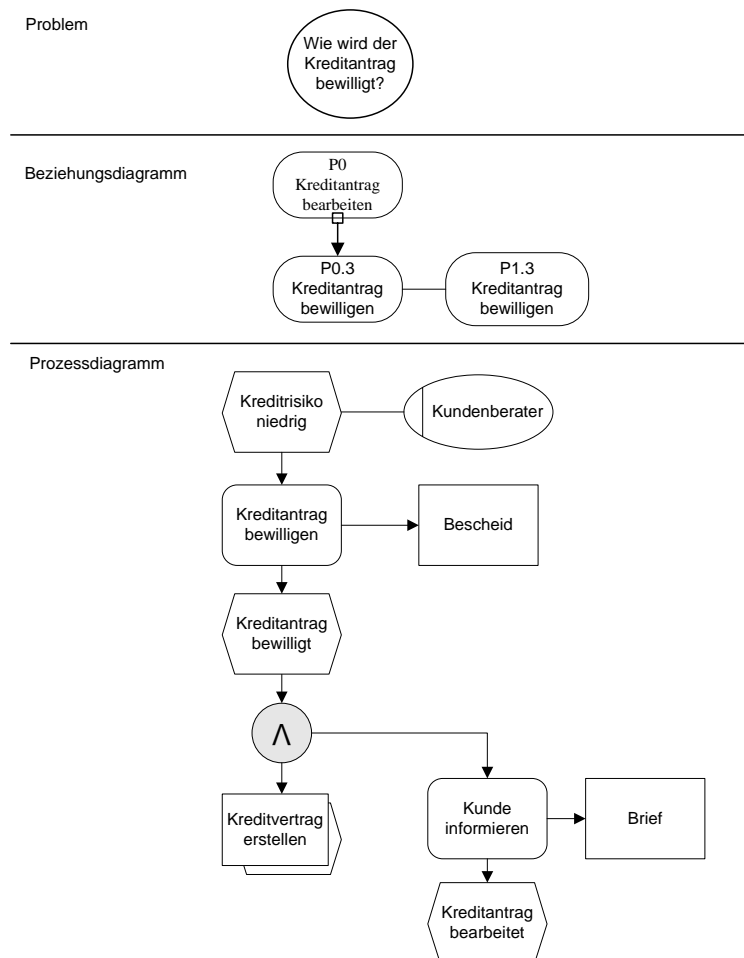 Problem
Wie wird der
Kreditantrag
bewilligt?
Beziehungsdiagramm
P0
Kreditantrag
bearbeiten
P0.3
Kreditantrag
bewilligen
P1.3
Kreditantrag
bewilligen
Prozessdiagramm
Kreditrisiko
niedrig
Kundenberater
Kreditantrag
bewilligen
Bescheid
Kreditantrag
bewilligt
Λ
Kreditvertrag
erstellen
Kunde
informieren
Brief
Kreditantrag
bearbeitet